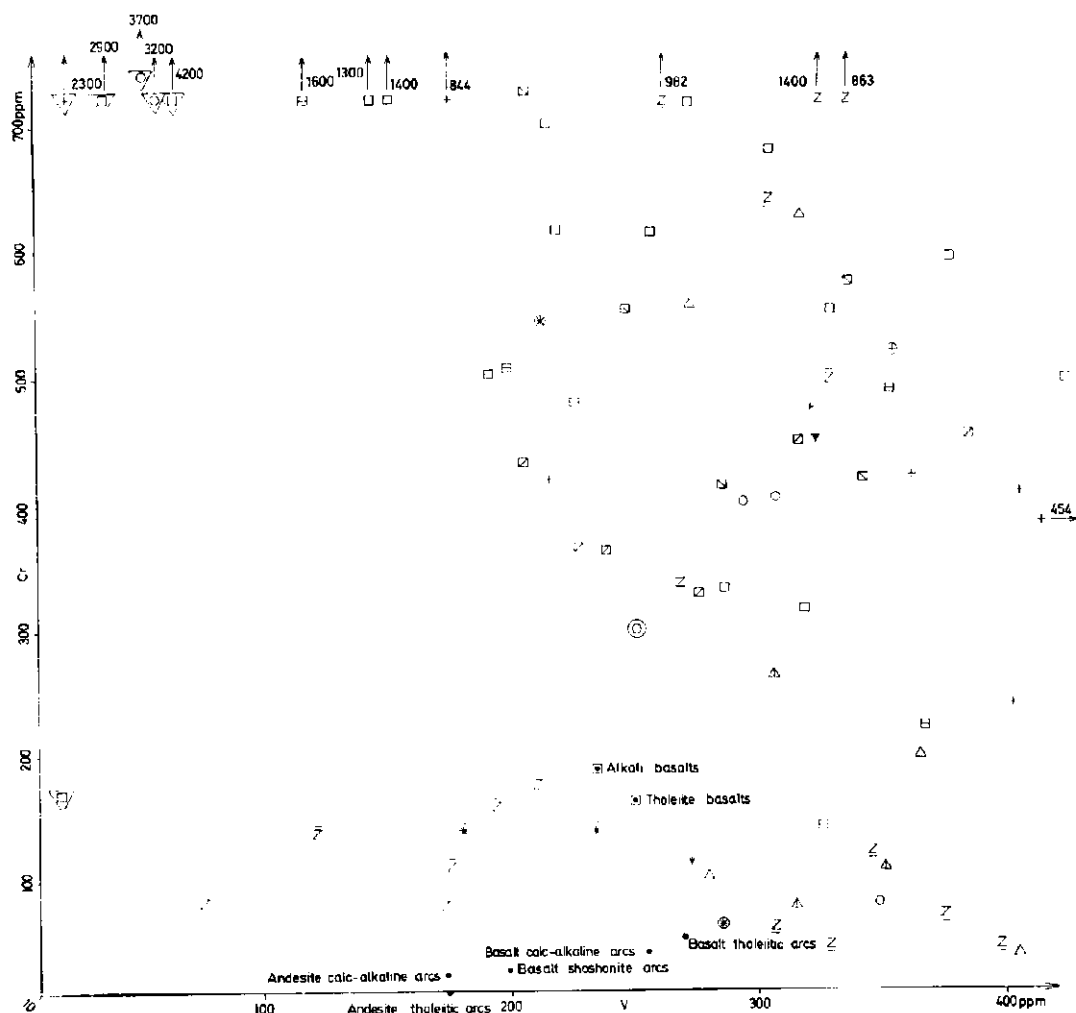 3700
2900
3200
2300
4200
1600
1300
1400
844
982
1400
863
700ppm
600
500
400
454
Cr
300
200
Alkali basalts
Tholeiite basalts
100
Basalt calc-alkaline arcs
Basalt tholeiitic arcs
Andesite calc-alkaline arcs
Basalt shoshonite arcs
100
Andesite tholeiitic arcs
200
V
300
400ppm